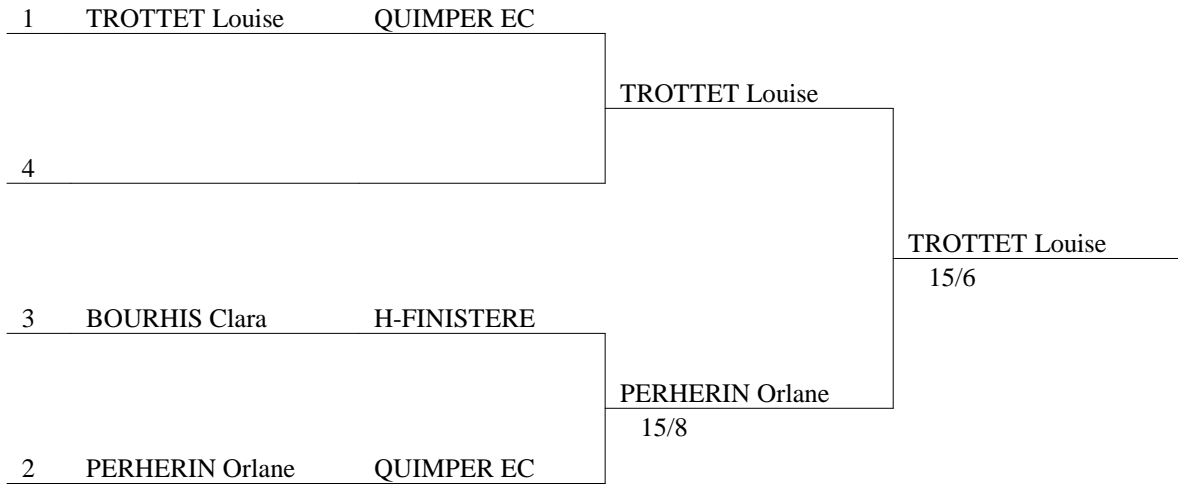 1 TROTTET Louise QUIMPER EC
TROTTET Louise
4
TROTTET Louise
15/6
3 BOURHIS Clara H-FINISTERE
PERHERIN Orlane
15/8
2 PERHERIN Orlane QUIMPER EC